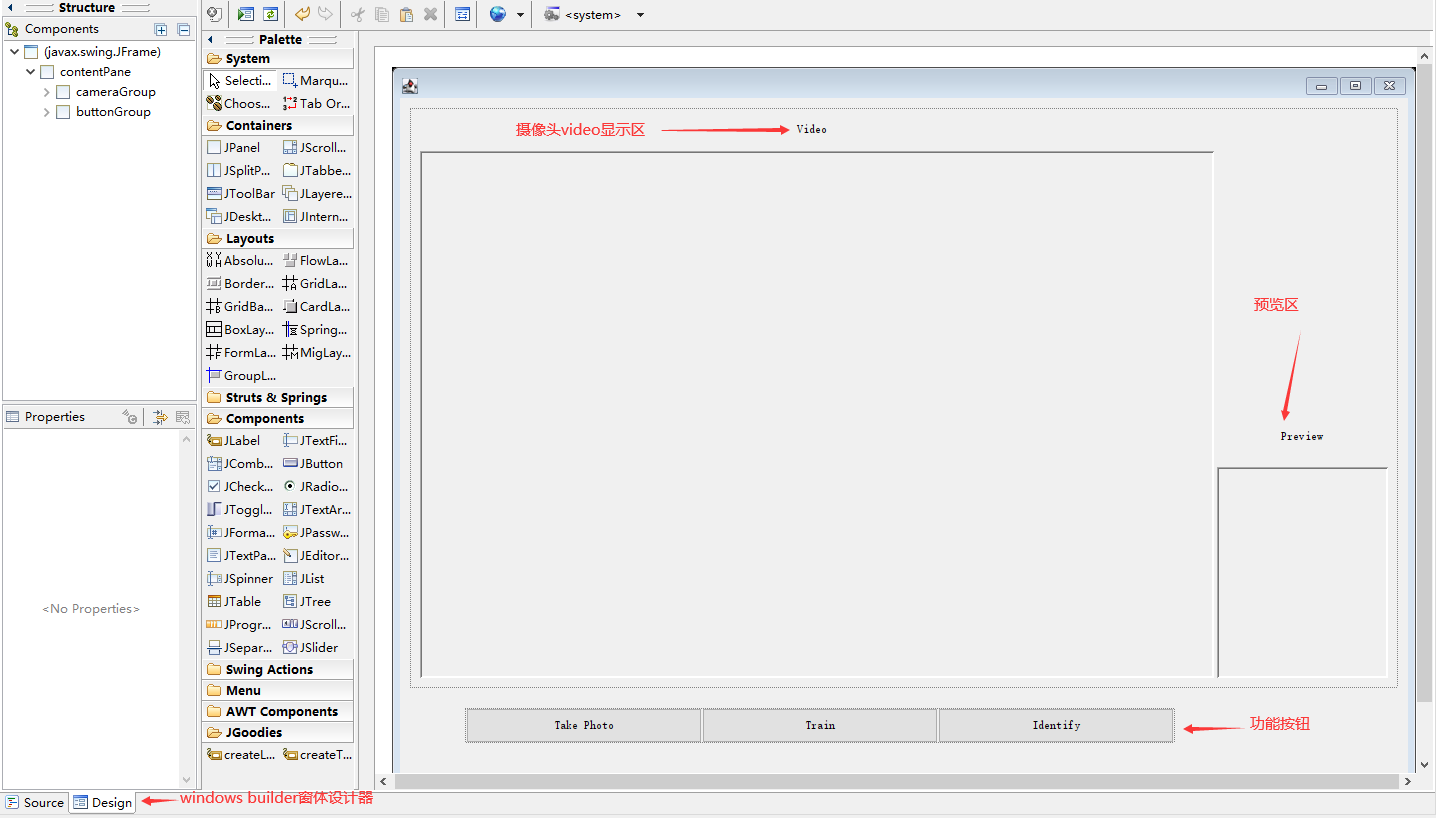 Structure
Components
(javax.swing.JFrame)
contentPane
cameraGroup
buttonGroup
Properties
<No Properties>
<system>
Palette
System
Selecti... Marqu...
Choos... Tab Or...
Containers
JPanel JScroll...
JSplitP... JTabbe...
JToolBar JLayere...
JDeskt... JIntern...
Layouts
Absolu... FlowLa...
Border... GridLa...
GridBa... CardLa...
BoxLay... Spring...
FormLa... MigLay...
GroupL...
Struts & Springs
Components
JLabel JTextFi...
JComb... JButton
JCheck... JRadio...
JToggl... JTextAr...
JForma... JPassw...
JTextPa... JEditor...
JSpinner JList
JTable JTree
JProgr... JScroll...
JSepar... JSlider
Swing Actions
Menu
AWT Components
JGoodies
createL... createT...
摄像头video显示区 Video
预览区
Preview
Take Photo Train Identify 功能按钮
Source Design windows builder窗体设计器